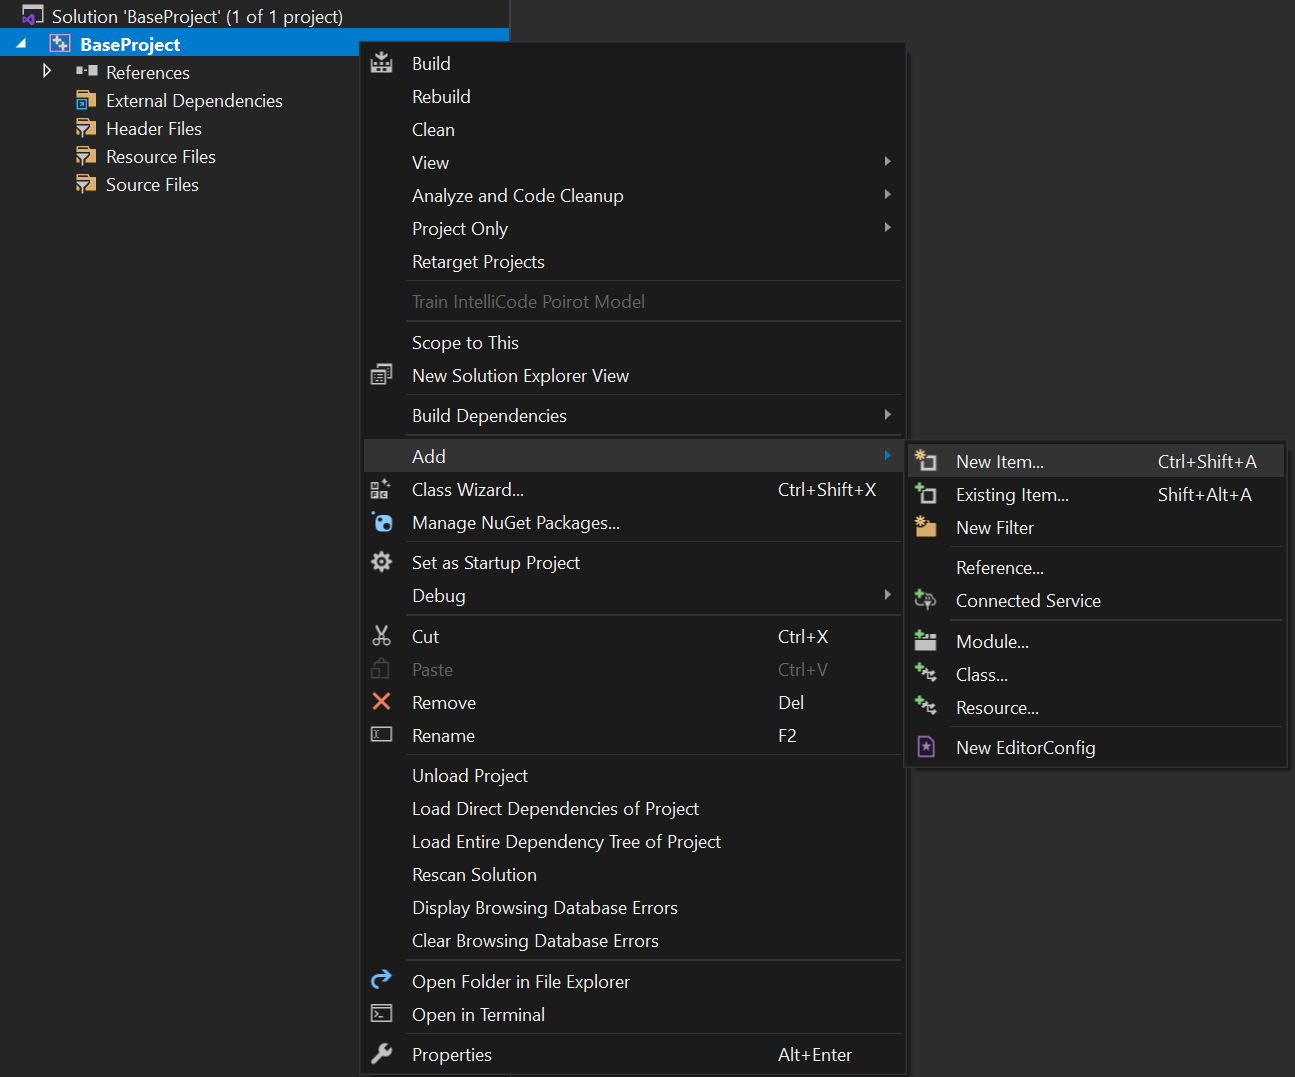 Solution 'BaseProject' (1 of 1 project)
BaseProject
References
External Dependencies
Header Files
Resource Files
Source Files
Build
Rebuild
Clean
View
Analyze and Code Cleanup
Project Only
Retarget Projects
Train IntelliCode Poirot Model
Scope to This
New Solution Explorer View
Build Dependencies
Add
Class Wizard... Ctrl+Shift+X
Manage NuGet Packages...
Set as Startup Project
Debug
Cut Ctrl+X
Paste Ctrl+V
Remove Del
Rename F2
Unload Project
Load Direct Dependencies of Project
Load Entire Dependency Tree of Project
Rescan Solution
Display Browsing Database Errors
Clear Browsing Database Errors
Open Folder in File Explorer
Open in Terminal
Properties Alt+Enter
New Item... Ctrl+Shift+A
Existing Item... Shift+Alt+A
New Filter
Reference...
Connected Service
Module...
Class...
Resource...
New EditorConfig